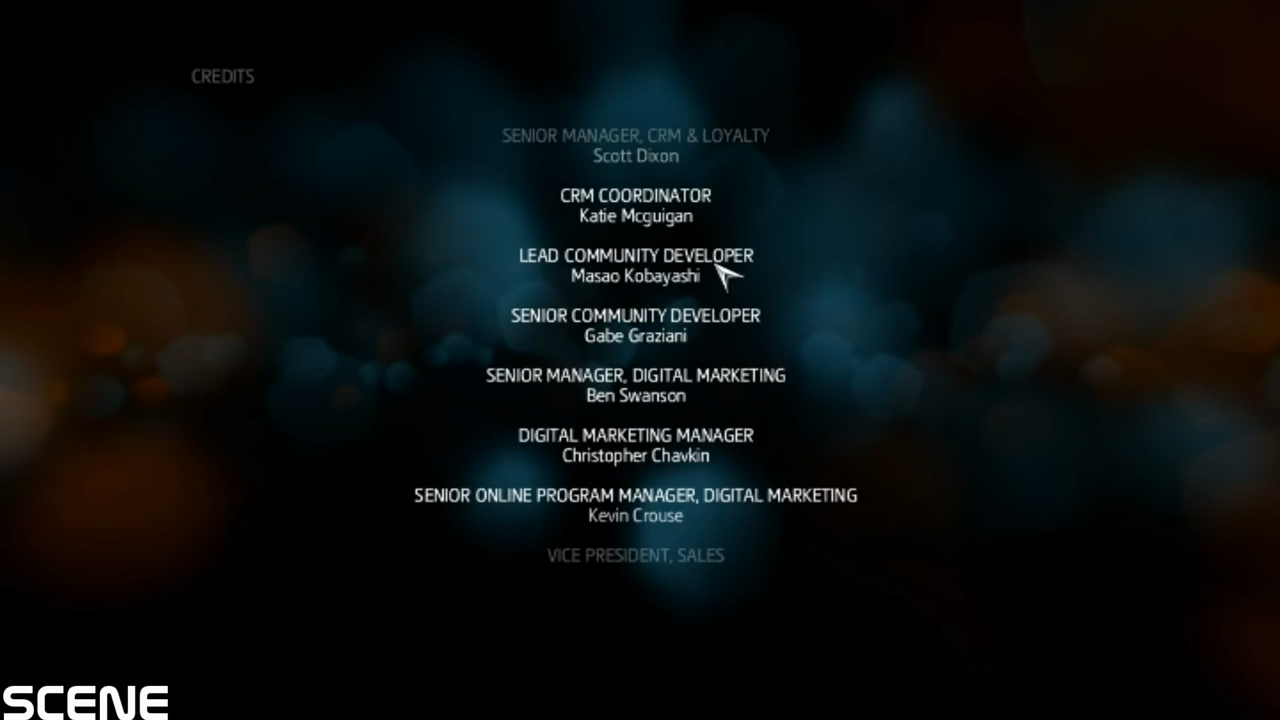 CREDITS
SENIOR MANAGER, CRM & LOYALTY
Scott Dixon
CRM COORDINATOR
Katie Mcguigan
LEAD COMMUNITY DEVELOPER
Masao Kobayashi
SENIOR COMMUNITY DEVELOPER
Gabe Graziani
SENIOR MANAGER, DIGITAL MARKETING
Ben Swanson
DIGITAL MARKETING MANAGER
Christopher Chavkin
SENIOR ONLINE PROGRAM MANAGER, DIGITAL MARKETING
Kevin Crouse
VICE PRESIDENT, SALES
SCENE